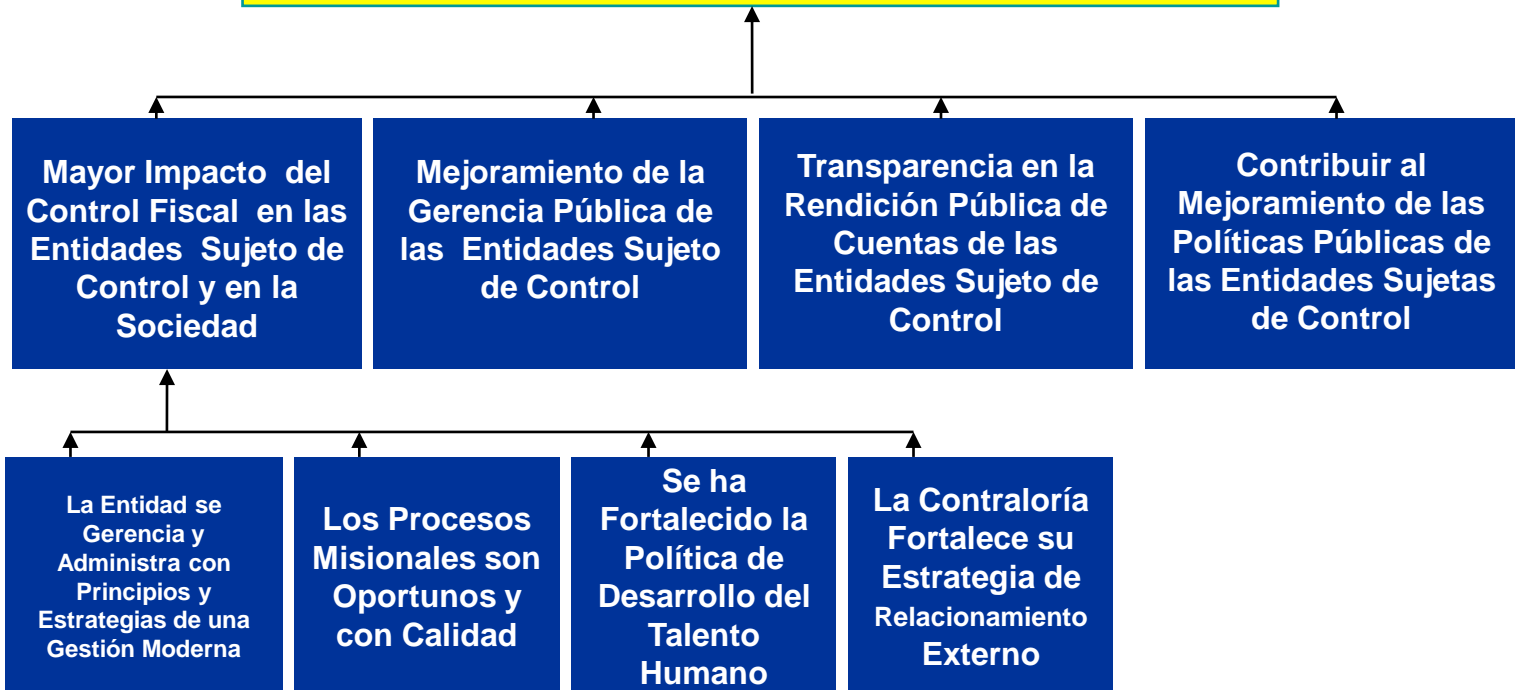 Mayor Impacto del
Control Fiscal en las
Entidades Sujeto de
Control y en la
Sociedad
Mejoramiento de la
Gerencia Pública de
las Entidades Sujeto
de Control
Transparencia en la
Rendición Pública de
Cuentas de las
Entidades Sujeto de
Control
Contribuir al
Mejoramiento de las
Políticas Públicas de
las Entidades Sujetas
de Control
La Entidad se
Gerencia y
Administra con
Principios y
Estrategias de una
Gestión Moderna
Los Procesos
Misionales son
Oportunos y
con Calidad
Se ha
Fortalecido la
Política de
Desarrollo del
Talento
Humano
La Contraloría
Fortalece su
Estrategia de
Relacionamiento
Externo